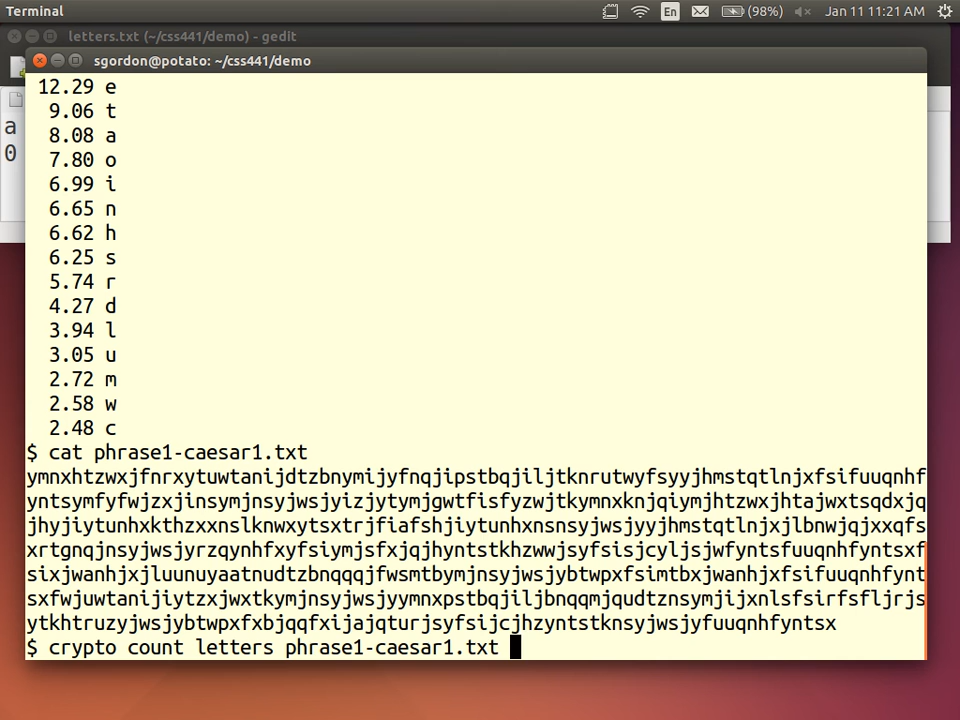 Terminal
En
(98%)
Jan 11 11:21 AM
letters.txt (~/css441/demo) - gedit
sgordon@potato: ~/css441/demo
a
0
12.29 e
9.06 t
8.08 a
7.80 o
6.99 i
6.65 n
6.62 h
6.25 s
5.74 r
4.27 d
3.94 l
3.05 u
2.72 m
2.58 w
2.48 c
$ cat phrase1-caesar1.txt
ymnxhtzwxjfnrxytuwtanijdtzbnymijyfnqjipstbqjiljtknrutwyfsyyjhmstqtlnjxfsifuuqnhf
yntsymfyfwjzxjinsymjnsyjwsjyizjytymjgwtfisfyzwjtkymnxknjqiymjhtzwxjhtajwxtsqdxjq
jhyjiytunhxkthzxxnslknwxytsxtrjfiafshjiytunhxnsnsyjwsjyyjhmstqtlnjxjlbnwjqjxxqfs
xrtgnqjnsyjwsjyrzqynhfxyfsiymjsfxjqjhyntstkhzwwjsyfsisjcyljsjwfyntsfuuqnhfyntsxf
sixjwanhjxjluunuyaatnudtzbnqqqjfwsmtbymjnsyjwsjybtwpxfsimtbxjwanhjxfsifuuqnhfynt
sxfwjuwtanijiytzxjwxtkymjnsyjwsjyymnxpstbqjiljbnqqmjqudtznsymjijxnlsfsirfsfljrjs
ytkhtruzyjwsjybtwpxfxbjqqfxijajqturjsyfsijcjhzyntstknsyjwsjyfuuqnhfyntsx
$ crypto count letters phrase1-caesar1.txt